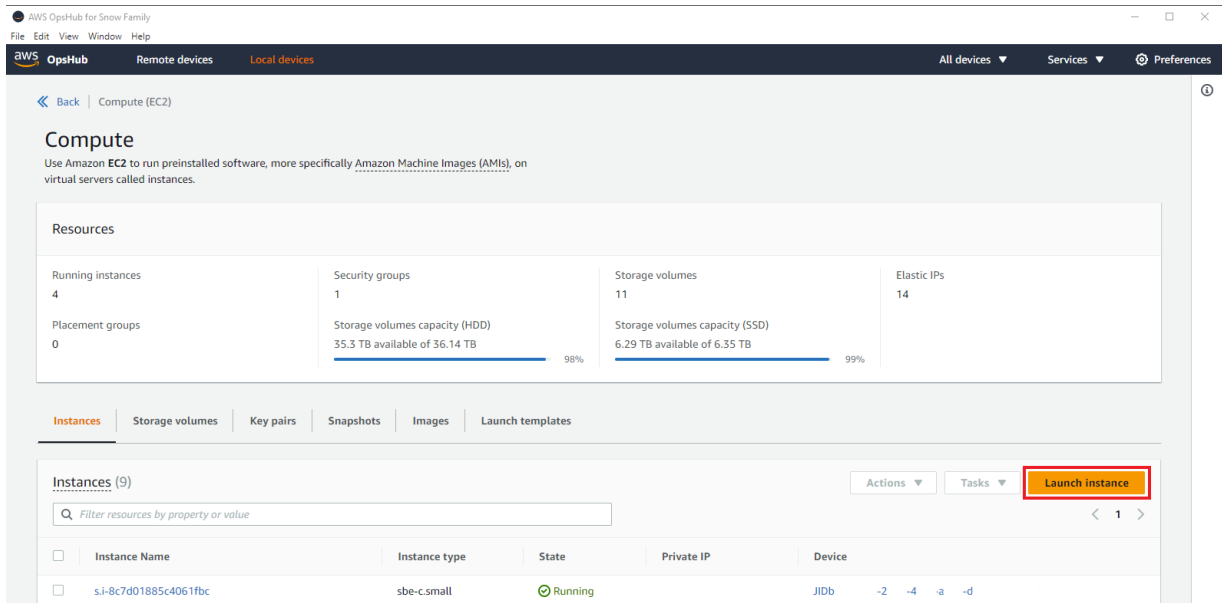 AWS OpsHub for Snow Family
File Edit View Window Help
aws OpsHub Remote devices Local devices All devices Services Preferences
Back Compute (EC2)
Compute
Use Amazon EC2 to run preinstalled software, more specifically Amazon Machine Images (AMIs), on
virtual servers called instances.
Resources
Running instances Security groups Storage volumes Elastic IPs
4 1 11 14
Placement groups Storage volumes capacity (HDD) Storage volumes capacity (SSD)
0 35.3 TB available of 36.14 TB 6.29 TB available of 6.35 TB
98% 99%
Instances Storage volumes Key pairs Snapshots Images Launch templates
Instances (9) Actions Tasks Launch instance
Filter resources by property or value < 1 >
Instance Name Instance type State Private IP Device
s.i-8c7d01885c4061fbc sbe-c.small Running JIDb -2 -4 -a -d